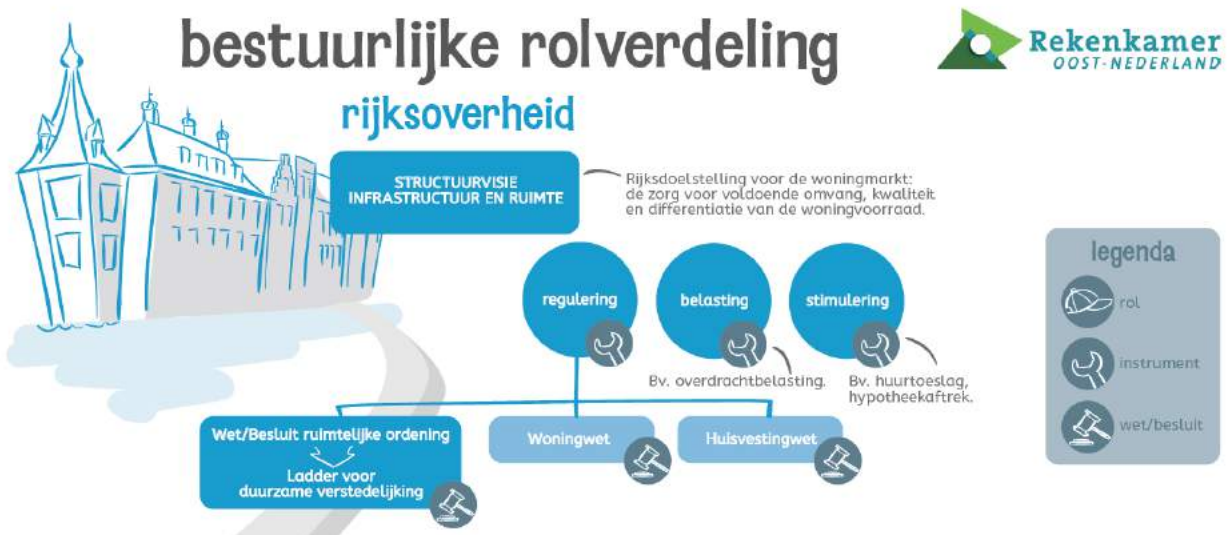 bestuurlijke rolverdeling
Rekenkamer
OOST-NEDERLAND
rijksoverheid
STRUCTUURVISIE
INFRASTRUCTUUR EN RUIMTE
Rijksdoelstelling voor de woningmarkt:
de zorg voor voldoende omvang, kwaliteit
en differentiatie van de woningvoorraad.
regulering
belasting
stimulering
Bv. overdrachtbelasting.
Bv. huurtoeslag,
hypotheekaftrek.
Wet/Besluit ruimtelijke ordening
Ladder voor
duurzame verstedelijking
Woningwet
Huisvestingwet
legenda
rol
instrument
wet/besluit